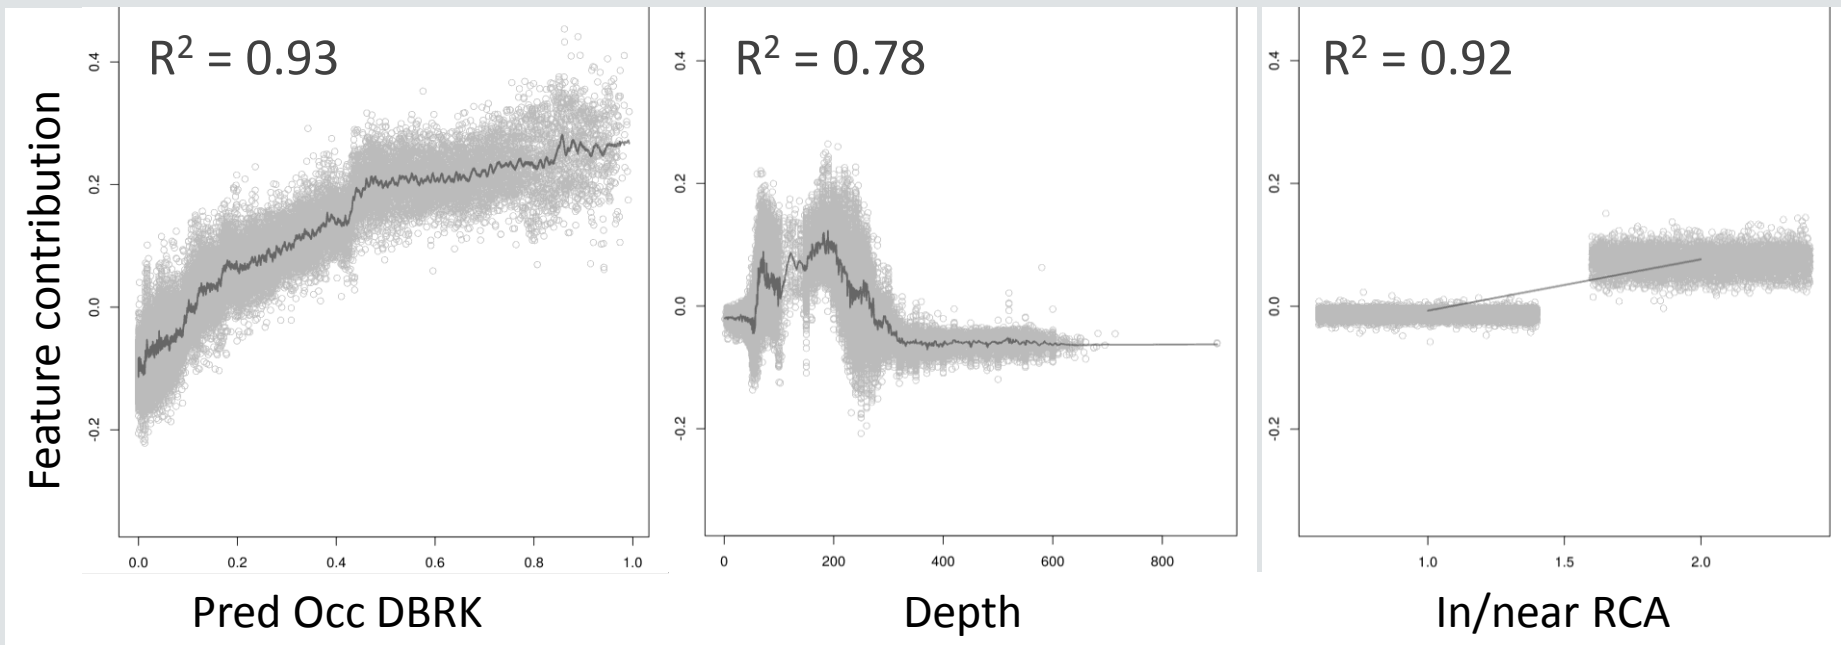 R² = 0.93
R² = 0.78
R² = 0.92
Feature contribution
0.4
0.2
0.0
-0.2
0.4
0.2
0.0
-0.2
0.4
0.2
0.0
-0.2
0.0 0.2 0.4 0.6 0.8 1.0
0 200 400 600 800
1.0 1.5 2.0
Pred Occ DBRK
Depth
In/near RCA